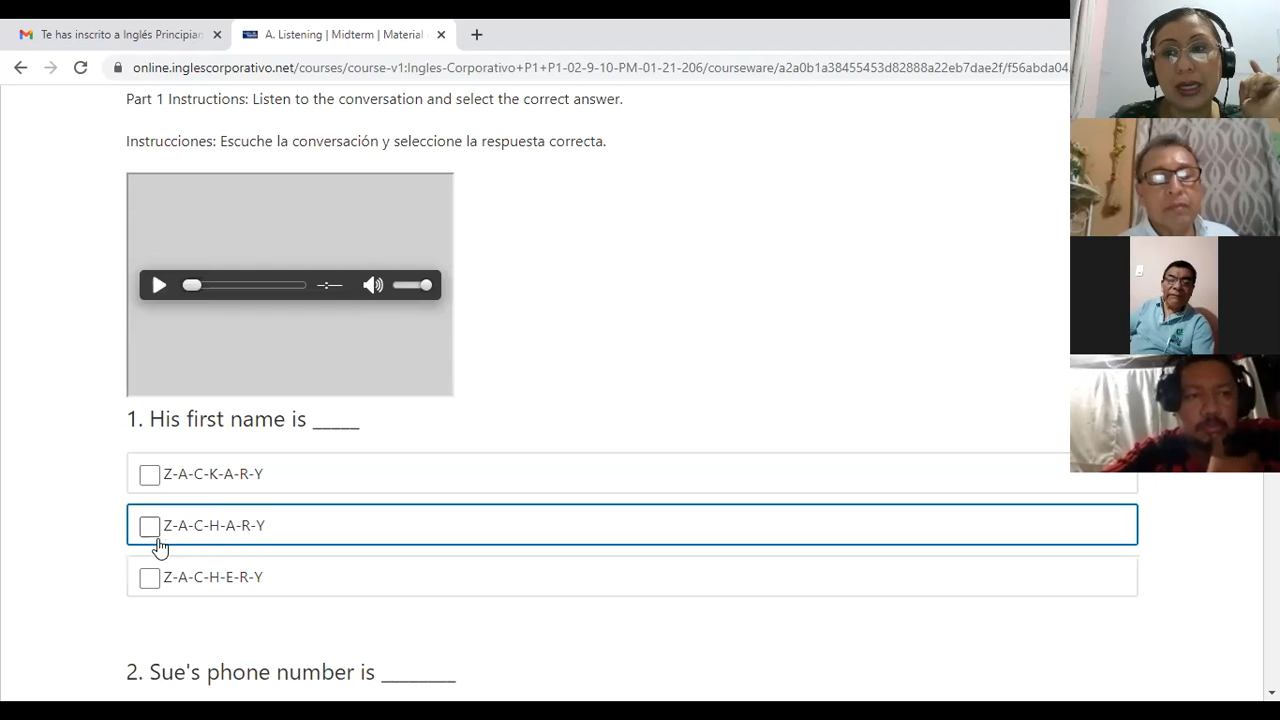 Te has inscrito a Inglés Principian
A. Listening | Midterm | Material
online.inglescorporativo.net/courses/course-v1:Ingles-Corporativo+P1+P1-02-9-10-PM-01-21-206/courseware/a2a0b1a38455453d82888a22eb7dae2f/f56abda04
Part 1 Instructions: Listen to the conversation and select the correct answer.
Instrucciones: Escuche la conversación y seleccione la respuesta correcta.
-:-
1. His first name is _____
Z-A-C-K-A-R-Y
Z-A-C-H-A-R-Y
Z-A-C-H-E-R-Y
2. Sue's phone number is ________